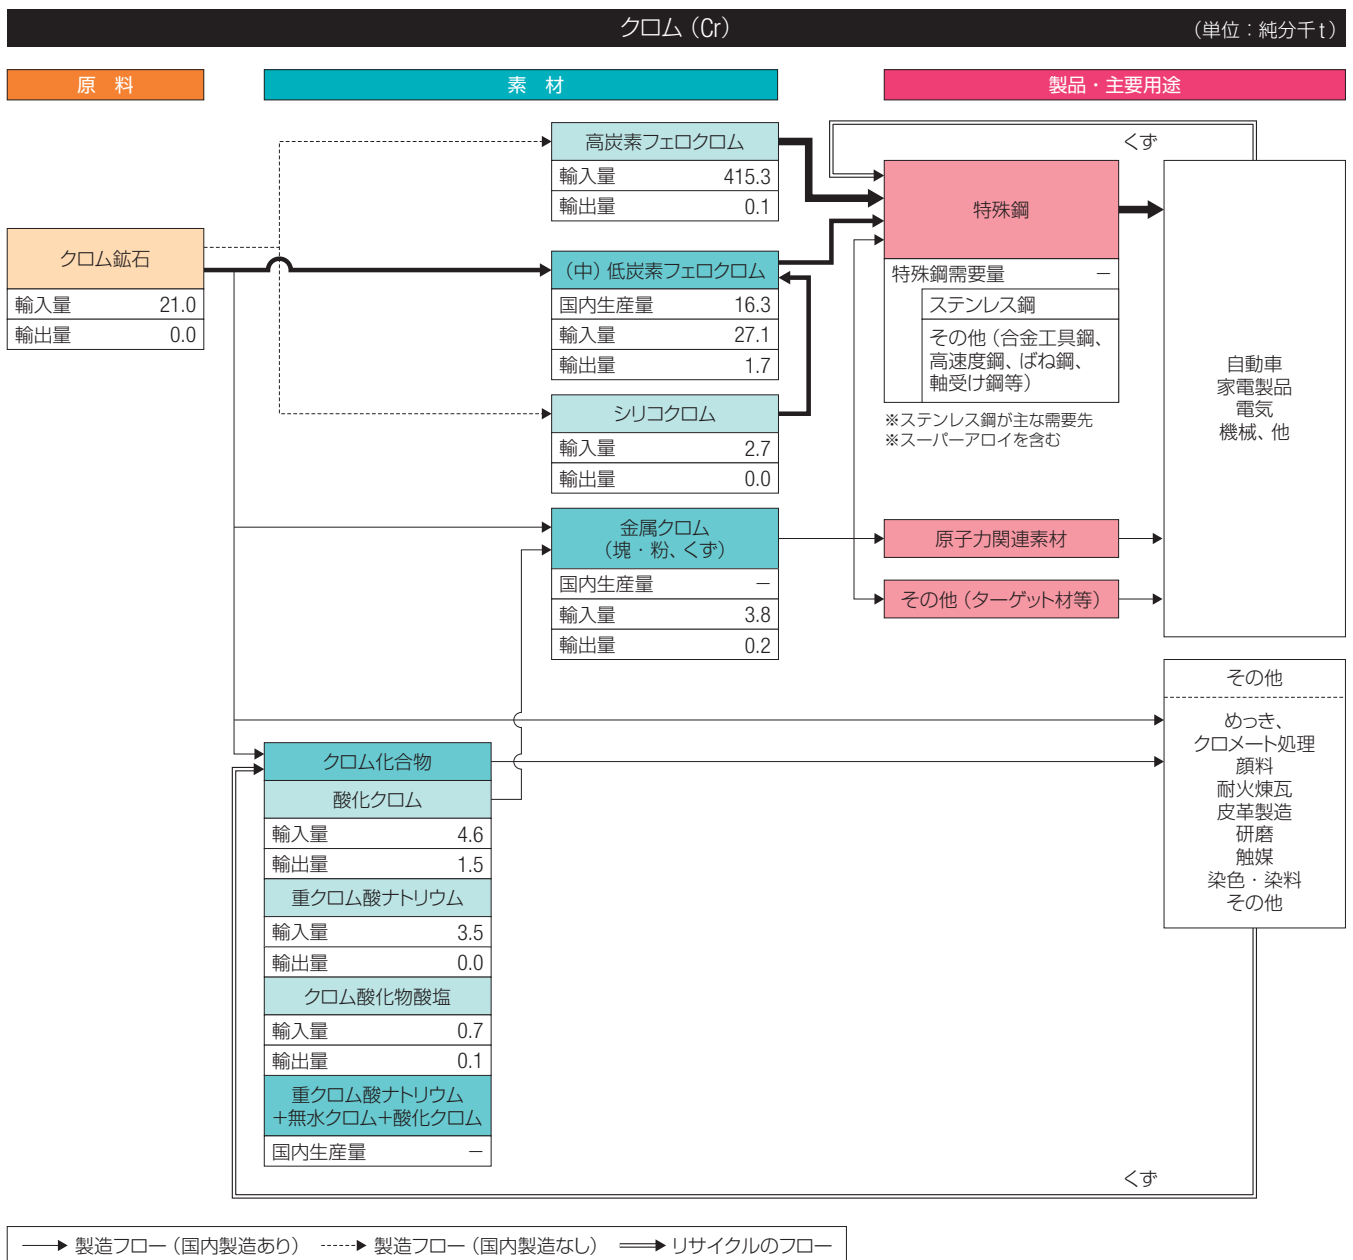 クロム（Cr）
（単位：純分千t）
原　料
素　材
製品・主要用途
クロム鉱石
輸入量 21.0
輸出量 0.0
高炭素フェロクロム
輸入量 415.3
輸出量 0.1
（中）低炭素フェロクロム
国内生産量 16.3
輸入量 27.1
輸出量 1.7
シリコクロム
輸入量 2.7
輸出量 0.0
金属クロム
（塊・粉、くず）
国内生産量 －
輸入量 3.8
輸出量 0.2
クロム化合物
酸化クロム
輸入量 4.6
輸出量 1.5
重クロム酸ナトリウム
輸入量 3.5
輸出量 0.0
クロム酸化物酸塩
輸入量 0.7
輸出量 0.1
重クロム酸ナトリウム
＋無水クロム＋酸化クロム
国内生産量 －
くず
特殊鋼
特殊鋼需要量 －
ステンレス鋼
その他（合金工具鋼、
高速度鋼、ばね鋼、
軸受け鋼等）
※ステンレス鋼が主な需要先
※スーパーアロイを含む
原子力関連素材
その他（ターゲット材等）
自動車
家電製品
電気
機械、他
その他
めっき、
クロメート処理
顔料
耐火煉瓦
皮革製造
研磨
触媒
染色・染料
その他
くず
製造フロー（国内製造あり）
製造フロー（国内製造なし）
リサイクルのフロー